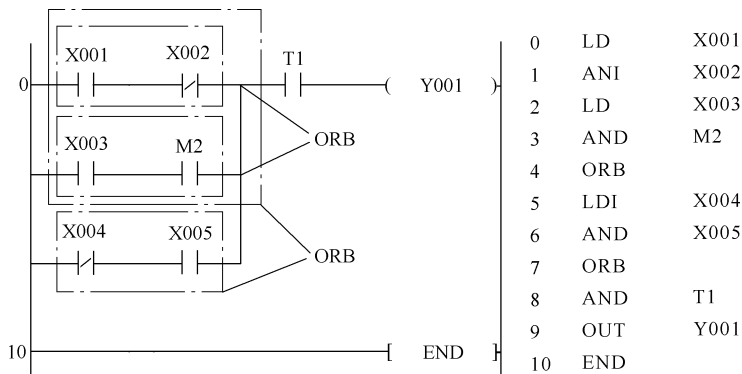 X001 X002 T1
0 Y001
ORB
X003 M2
X004 X005
ORB
10 END
0 LD X001
1 ANI X002
2 LD X003
3 AND M2
4 ORB
5 LDI X004
6 AND X005
7 ORB
8 AND T1
9 OUT Y001
10 END